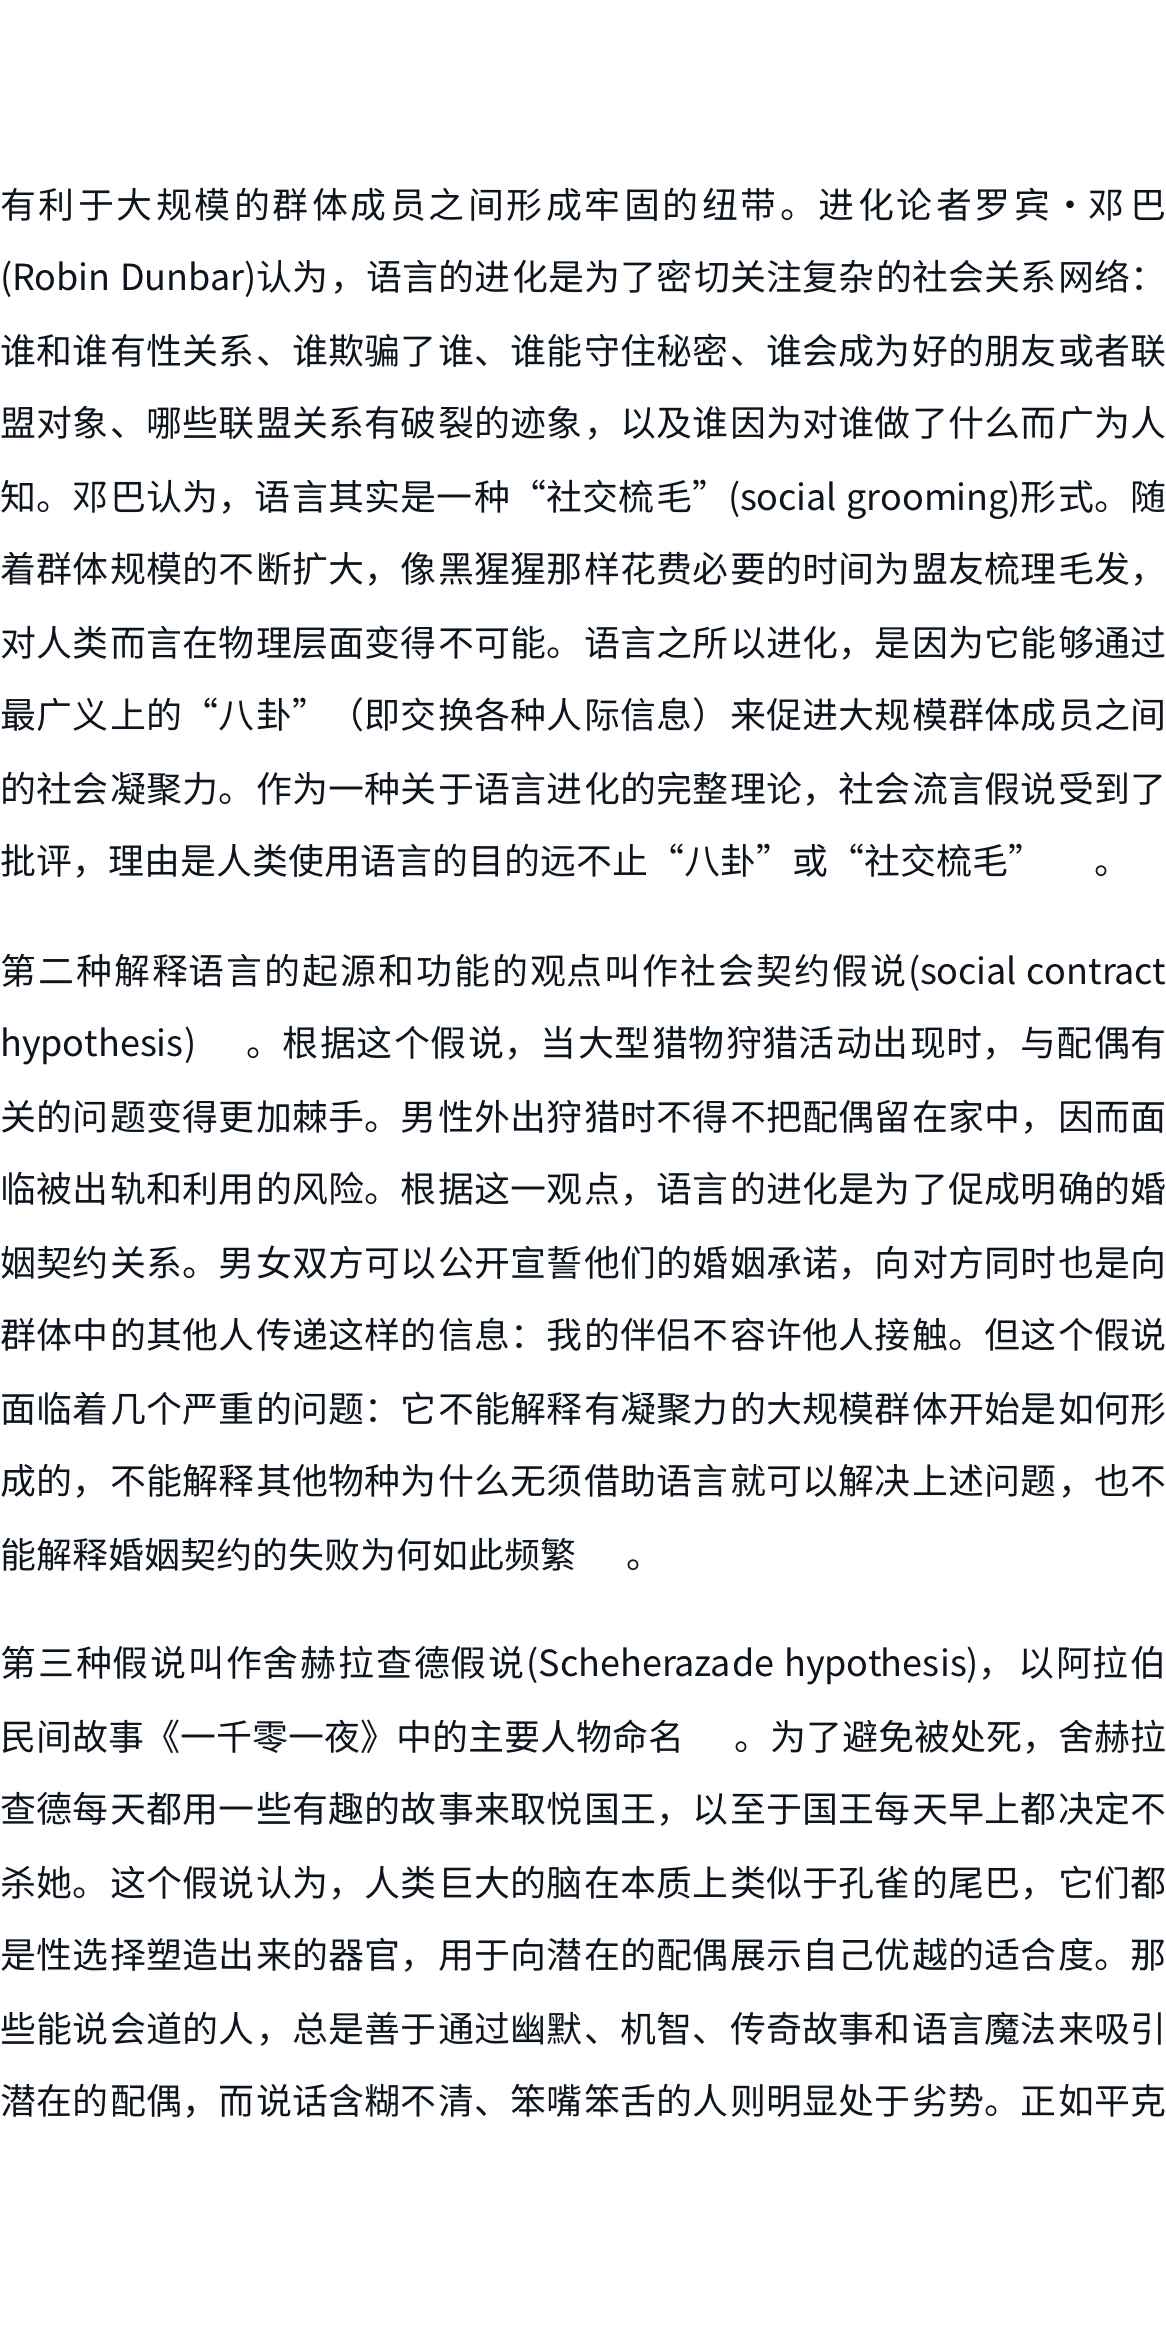 有利于大规模的群体成员之间形成牢固的纽带。进化论者罗宾·邓巴
(Robin Dunbar)认为，语言的进化是为了密切关注复杂的社会关系网络：
谁和谁有性关系、谁欺骗了谁、谁能守住秘密、谁会成为好的朋友或者联
盟对象、哪些联盟关系有破裂的迹象，以及谁因为对谁做了什么而广为人
知。邓巴认为，语言其实是一种“社交梳毛”(social grooming)形式。随
着群体规模的不断扩大，像黑猩猩那样花费必要的时间为盟友梳理毛发，
对人类而言在物理层面变得不可能。语言之所以进化，是因为它能够通过
最广义上的“八卦”（即交换各种人际信息）来促进大规模群体成员之间
的社会凝聚力。作为一种关于语言进化的完整理论，社会流言假说受到了
批评，理由是人类使用语言的目的远不止“八卦”或“社交梳毛” 。
第二种解释语言的起源和功能的观点叫作社会契约假说(social contract
hypothesis) 。根据这个假说，当大型猎物狩猎活动出现时，与配偶有
关的问题变得更加棘手。男性外出狩猎时不得不把配偶留在家中，因而面
临被出轨和利用的风险。根据这一观点，语言的进化是为了促成明确的婚
姻契约关系。男女双方可以公开宣誓他们的婚姻承诺，向对方同时也是向
群体中的其他人传递这样的信息：我的伴侣不容许他人接触。但这个假说
面临着几个严重的问题：它不能解释有凝聚力的大规模群体开始是如何形
成的，不能解释其他物种为什么无须借助语言就可以解决上述问题，也不
能解释婚姻契约的失败为何如此频繁 。
第三种假说叫作舍赫拉查德假说(Scheherazade hypothesis)，以阿拉伯
民间故事《一千零一夜》中的主要人物命名 。为了避免被处死，舍赫拉
查德每天都用一些有趣的故事来取悦国王，以至于国王每天早上都决定不
杀她。这个假说认为，人类巨大的脑在本质上类似于孔雀的尾巴，它们都
是性选择塑造出来的器官，用于向潜在的配偶展示自己优越的适合度。那
些能说会道的人，总是善于通过幽默、机智、传奇故事和语言魔法来吸引
潜在的配偶，而说话含糊不清、笨嘴笨舌的人则明显处于劣势。正如平克